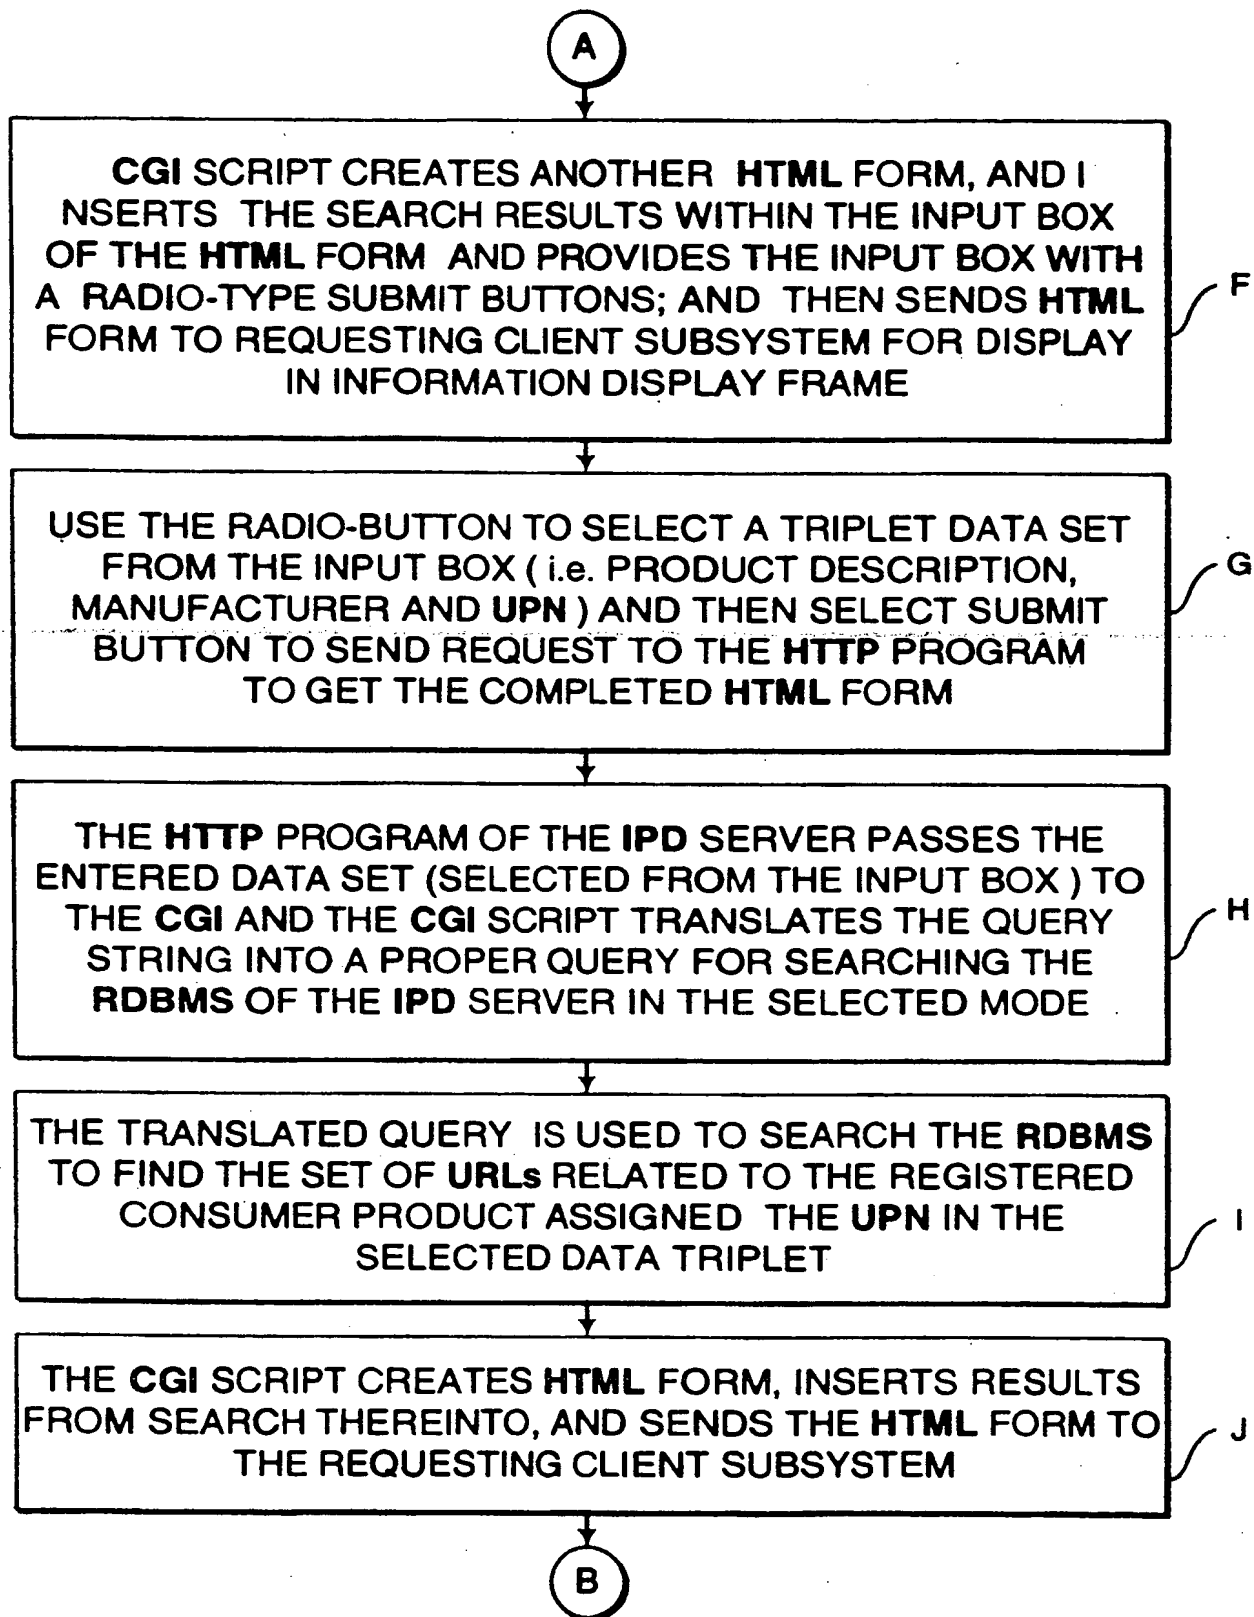 A
CGI SCRIPT CREATES ANOTHER HTML FORM, AND I
NSERTS THE SEARCH RESULTS WITHIN THE INPUT BOX
OF THE HTML FORM AND PROVIDES THE INPUT BOX WITH
A RADIO-TYPE SUBMIT BUTTONS; AND THEN SENDS HTML
FORM TO REQUESTING CLIENT SUBSYSTEM FOR DISPLAY
IN INFORMATION DISPLAY FRAME
F
USE THE RADIO-BUTTON TO SELECT A TRIPLET DATA SET
FROM THE INPUT BOX ( i.e. PRODUCT DESCRIPTION,
MANUFACTURER AND UPN ) AND THEN SELECT SUBMIT
BUTTON TO SEND REQUEST TO THE HTTP PROGRAM
TO GET THE COMPLETED HTML FORM
G
THE HTTP PROGRAM OF THE IPD SERVER PASSES THE
ENTERED DATA SET (SELECTED FROM THE INPUT BOX ) TO
THE CGI AND THE CGI SCRIPT TRANSLATES THE QUERY
STRING INTO A PROPER QUERY FOR SEARCHING THE
RDBMS OF THE IPD SERVER IN THE SELECTED MODE
H
THE TRANSLATED QUERY IS USED TO SEARCH THE RDBMS
TO FIND THE SET OF URLs RELATED TO THE REGISTERED
CONSUMER PRODUCT ASSIGNED THE UPN IN THE
SELECTED DATA TRIPLET
I
THE CGI SCRIPT CREATES HTML FORM, INSERTS RESULTS
FROM SEARCH THEREINTO, AND SENDS THE HTML FORM TO
THE REQUESTING CLIENT SUBSYSTEM
J
B